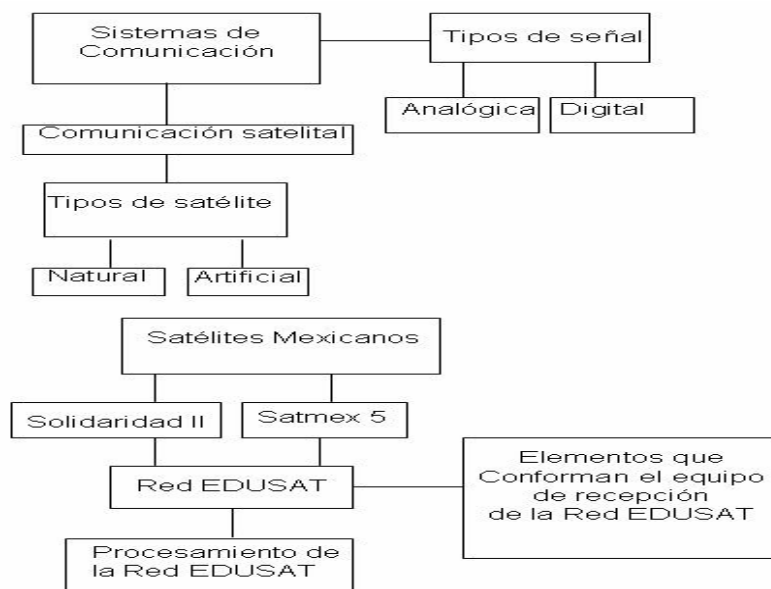 Sistemas de
Comunicación
Tipos de señal
Analógica
Digital
Comunicación satelital
Tipos de satélite
Natural
Artificial
Satélites Mexicanos
Solidaridad II
Satmex 5
Red EDUSAT
Elementos que
Conforman el equipo
de recepción
de la Red EDUSAT
Procesamiento de
la Red EDUSAT